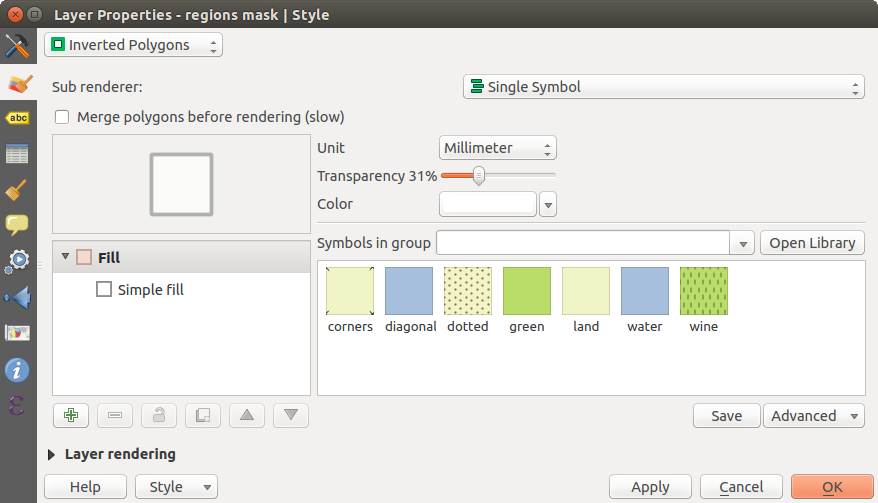 Layer Properties - regions mask | Style
Inverted Polygons
Sub renderer:
Single Symbol
Merge polygons before rendering (slow)
abc
Unit
Millimeter
Transparency 31%
Color
Symbols in group
Open Library
Fill
Simple fill
corners diagonal dotted green land water wine
Save
Advanced
Layer rendering
Help
Style
Apply
Cancel
OK